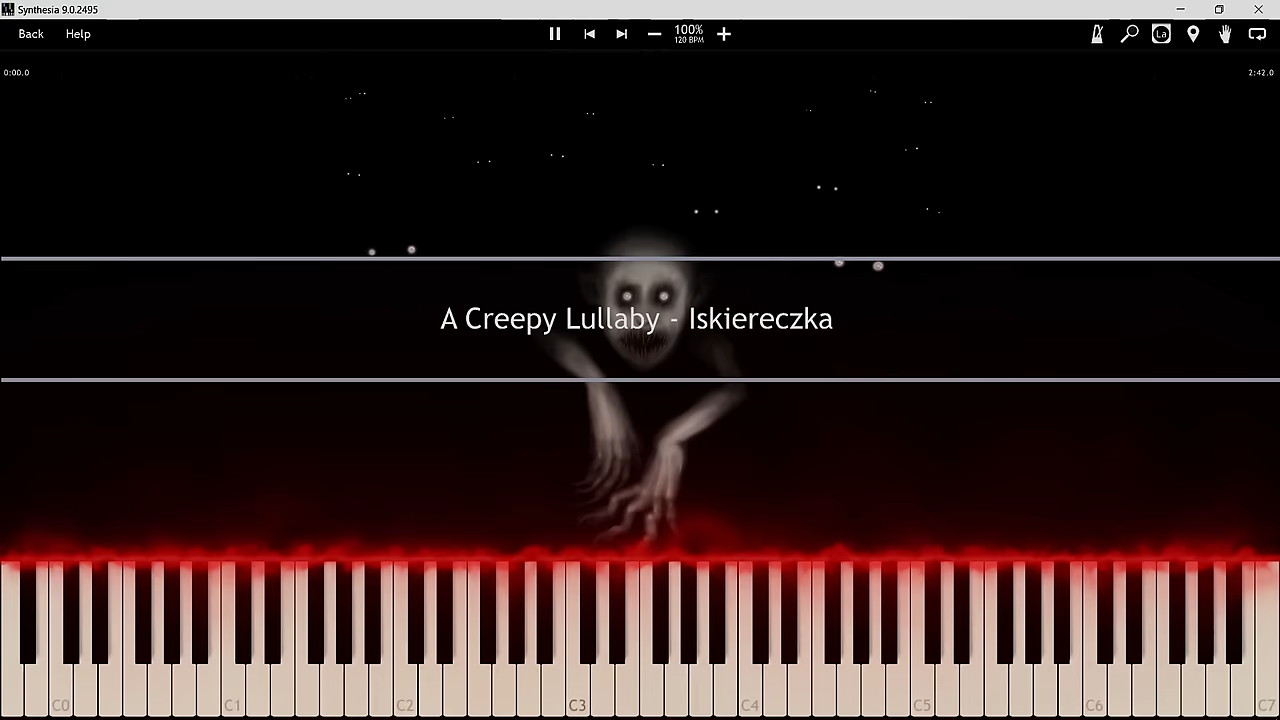 Synthesia 9.0.2495
Back Help
100%
120 BPM
La
0:00.0 2:42.0
A Creepy Lullaby - Iskiereczka
C0 C1 C2 C3 C4 C5 C6 C7